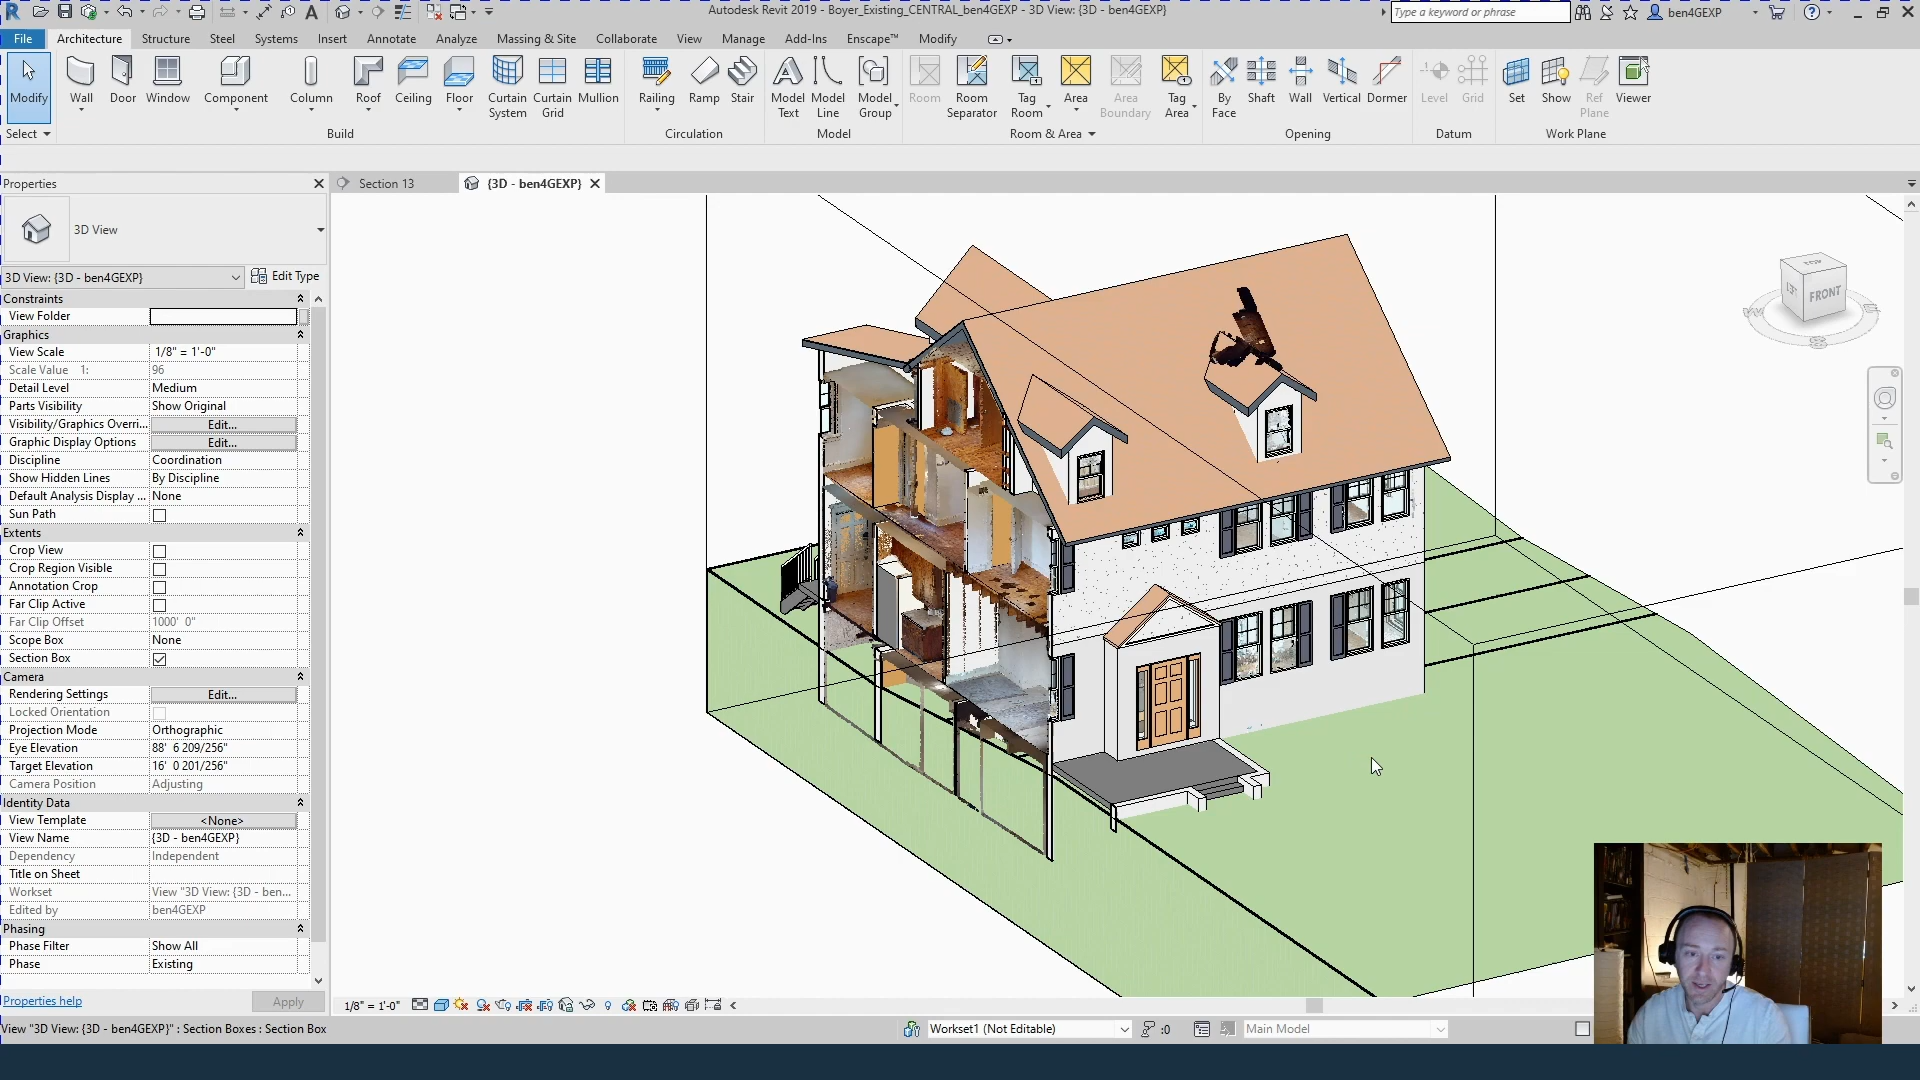 Autodesk Revit 2019 - Boyer_Existing_CENTRAL_ben4GEXP - 3D View: {3D - ben4GEXP}
Type a keyword or phrase
ben4GEXP
File Architecture Structure Steel Systems Insert Annotate Analyze Massing & Site Collaborate View Manage Add-Ins Enscape™ Modify
Modify Wall Door Window Component Column Roof Ceiling Floor Curtain System Curtain Grid Mullion Railing Ramp Stair Model Text Model Line Model Group Room Room Separator Tag Room Area Area Boundary Tag Area By Face Shaft Wall Vertical Dormer Level Grid Set Show Ref Plane Viewer
Select Build Circulation Model Room & Area Opening Datum Work Plane
Properties
Section 13
{3D - ben4GEXP}
3D View
3D View: {3D - ben4GEXP} Edit Type
Constraints
View Folder
Graphics
View Scale 1/8" = 1'-0"
Scale Value 1: 96
Detail Level Medium
Parts Visibility Show Original
Visibility/Graphics Overri... Edit...
Graphic Display Options Edit...
Discipline Coordination
Show Hidden Lines By Discipline
Default Analysis Display ... None
Sun Path
Extents
Crop View
Crop Region Visible
Annotation Crop
Far Clip Active
Far Clip Offset 1000' 0"
Scope Box None
Section Box
Camera
Rendering Settings Edit...
Locked Orientation
Projection Mode Orthographic
Eye Elevation 88' 6 209/256"
Target Elevation 16' 0 201/256"
Camera Position Adjusting
Identity Data
View Template <None>
View Name {3D - ben4GEXP}
Dependency Independent
Title on Sheet
Workset View "3D View: {3D - ben...
Edited by ben4GEXP
Phasing
Phase Filter Show All
Phase Existing
Properties help Apply
TOP
FRONT
W
S
1/8" = 1'-0"
View "3D View: {3D - ben4GEXP}" : Section Boxes : Section Box
Workset1 (Not Editable)
:0
Main Model